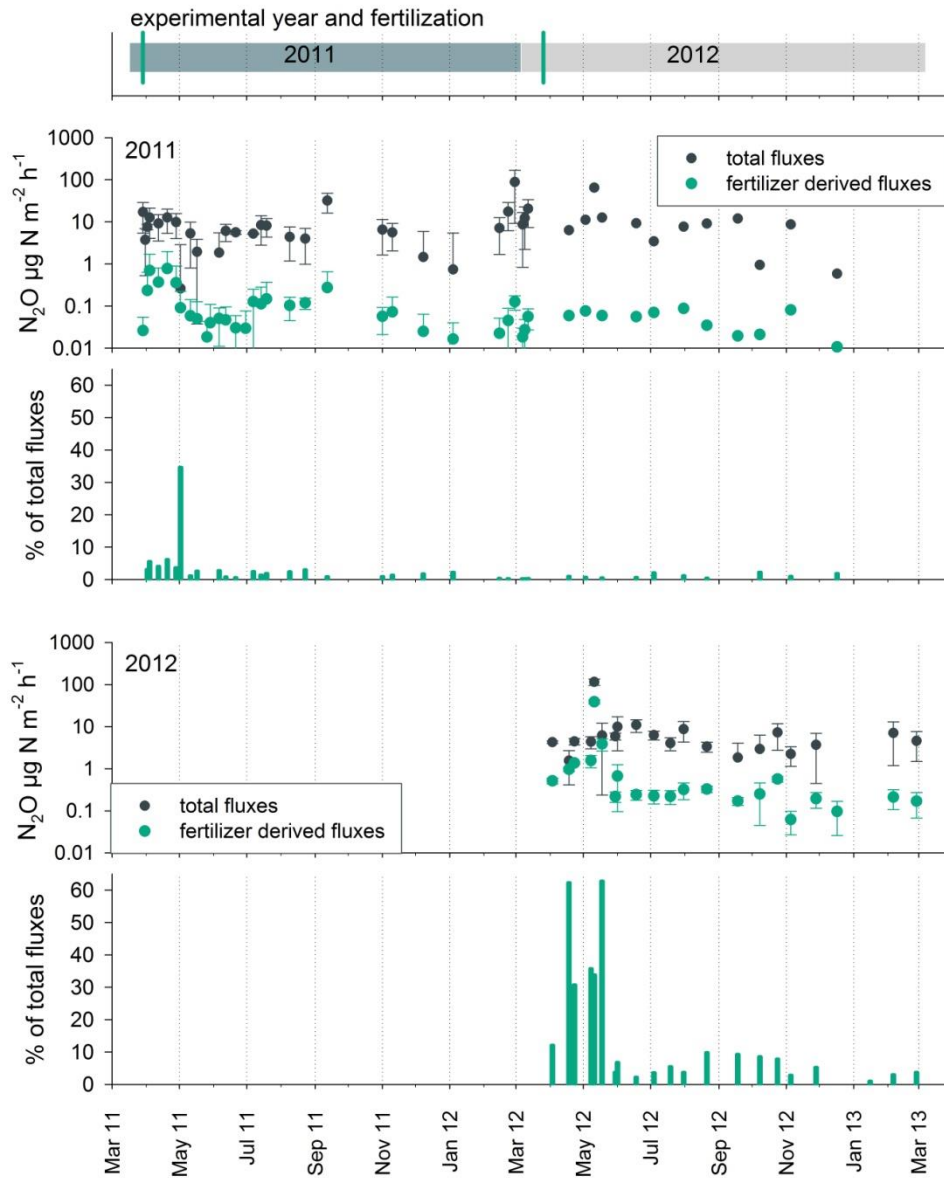 experimental year and fertilization
2011
2012
1000
100
10
1
0.1
0.01
N₂O µg N m⁻² h⁻¹
2011
total fluxes
fertilizer derived fluxes
60
50
40
30
20
10
0
% of total fluxes
1000
100
10
1
0.1
0.01
N₂O µg N m⁻² h⁻¹
2012
total fluxes
fertilizer derived fluxes
60
50
40
30
20
10
0
% of total fluxes
Mar 11
May 11
Jul 11
Sep 11
Nov 11
Jan 12
Mar 12
May 12
Jul 12
Sep 12
Nov 12
Jan 13
Mar 13